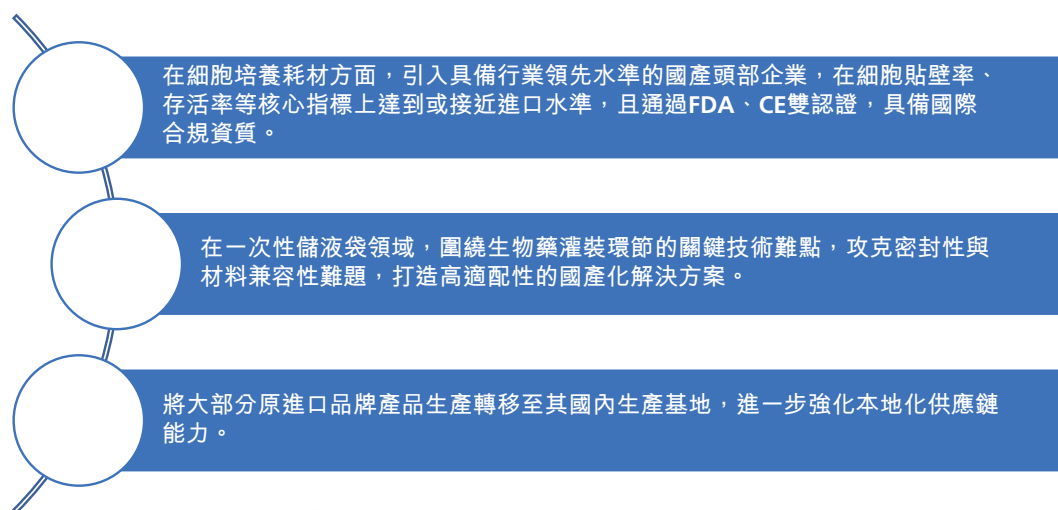 在細胞培養耗材方面，引入具備行業領先水準的國產頭部企業，在細胞貼壁率、
存活率等核心指標上達到或接近進口水準，且通過FDA、CE雙認證，具備國際
合規資質。
在一次性儲液袋領域，圍繞生物藥灌裝環節的關鍵技術難點，攻克密封性與
材料兼容性難題，打造高適配性的國產化解決方案。
將大部分原進口品牌產品生產轉移至其國內生產基地，進一步強化本地化供應鏈
能力。